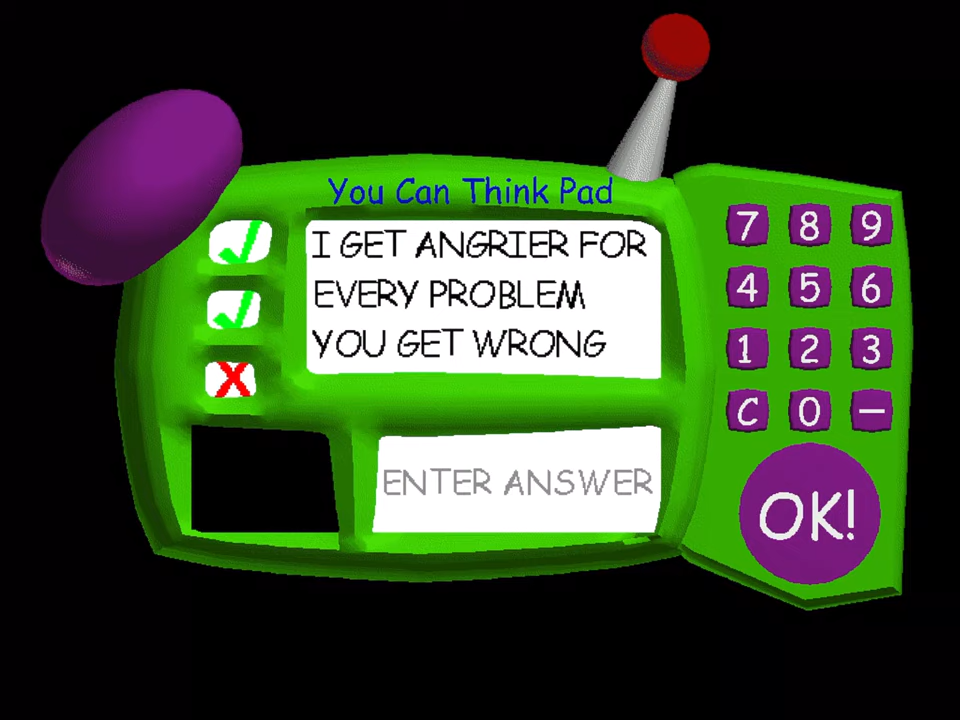 You Can Think Pad
I GET ANGRIER FOR
EVERY PROBLEM
YOU GET WRONG
ENTER ANSWER
7 8 9
4 5 6
1 2 3
C 0 –
OK!